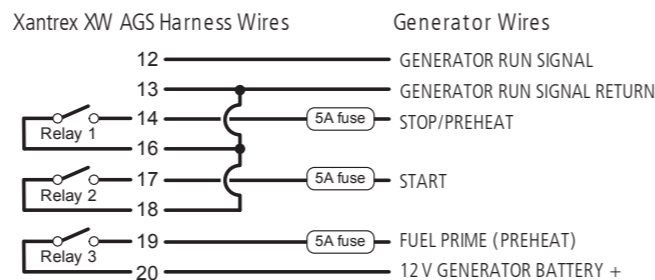 Xantrex XW AGS Harness Wires Generator Wires
12 GENERATOR RUN SIGNAL
13 GENERATOR RUN SIGNAL RETURN
14 5A fuse STOP/PREHEAT
Relay 1
16
17 5A fuse START
Relay 2
18
19 5A fuse FUEL PRIME (PREHEAT)
Relay 3
20 12 V GENERATOR BATTERY +